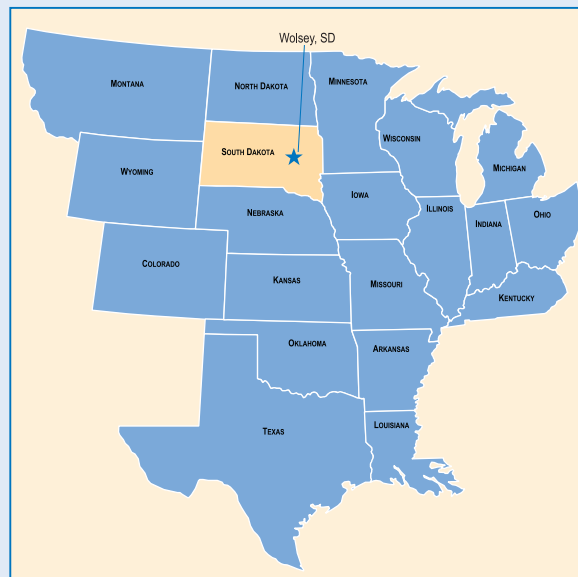 Wolsey, SD
MONTANA
NORTH DAKOTA
MINNESOTA
SOUTH DAKOTA
WISCONSIN
MICHIGAN
WYOMING
IOWA
NEBRASKA
ILLINOIS
INDIANA
OHIO
COLORADO
KANSAS
MISSOURI
KENTUCKY
OKLAHOMA
ARKANSAS
TEXAS
LOUISIANA